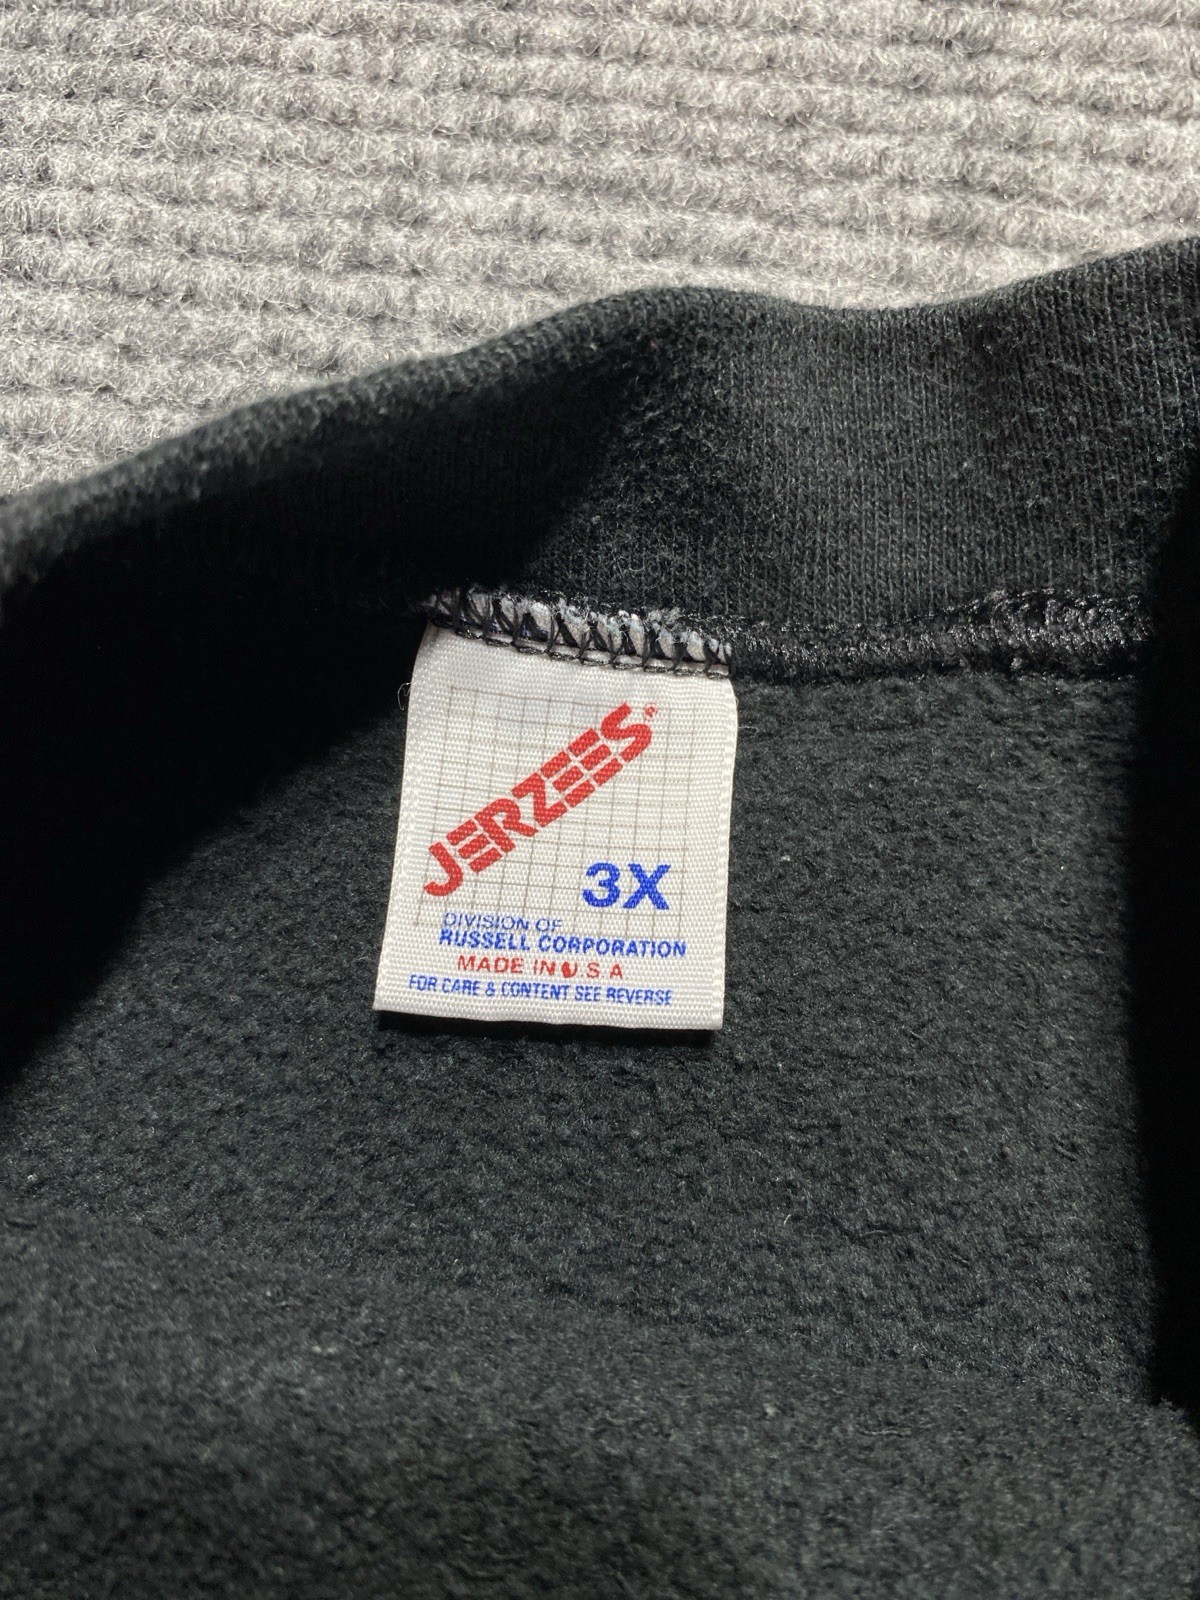 JERZEES®
3X
DIVISION OF
RUSSELL CORPORATION
MADE IN U S A
FOR CARE & CONTENT SEE REVERSE